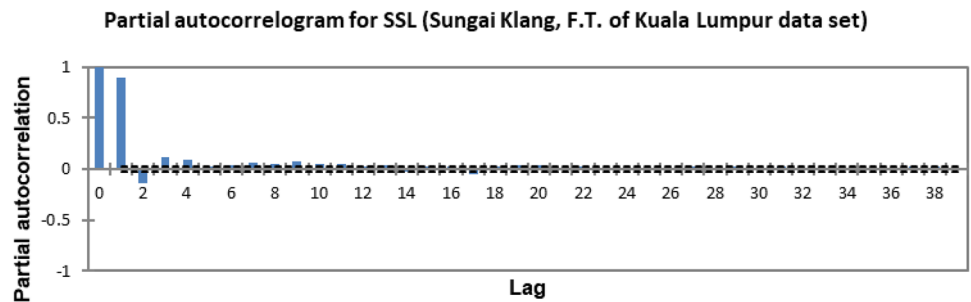 Partial autocorrelogram for SSL (Sungai Klang, F.T. of Kuala Lumpur data set)
Partial autocorrelation
1
0.5
0
-0.5
-1
0 2 4 6 8 10 12 14 16 18 20 22 24 26 28 30 32 34 36 38
Lag